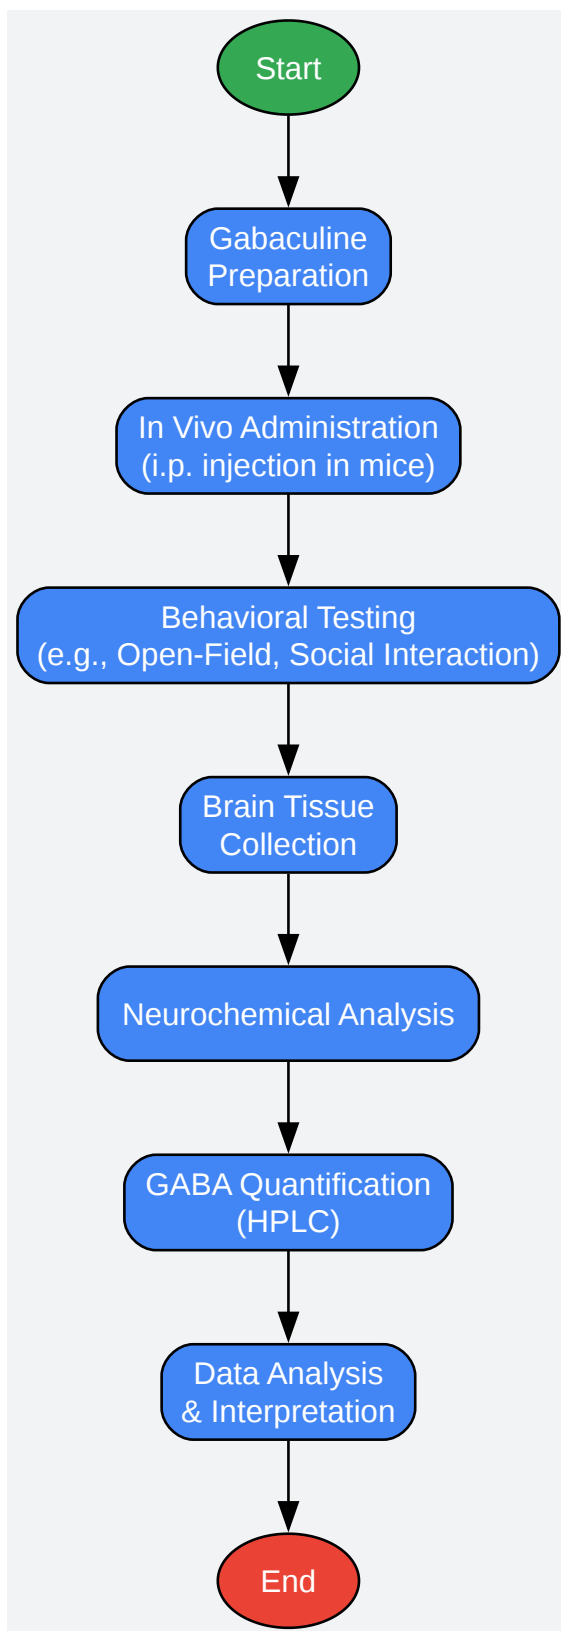 Start
Gabaculine
Preparation
In Vivo Administration
(i.p. injection in mice)
Behavioral Testing
(e.g., Open-Field, Social Interaction)
Brain Tissue
Collection
Neurochemical Analysis
GABA Quantification
(HPLC)
Data Analysis
& Interpretation
End